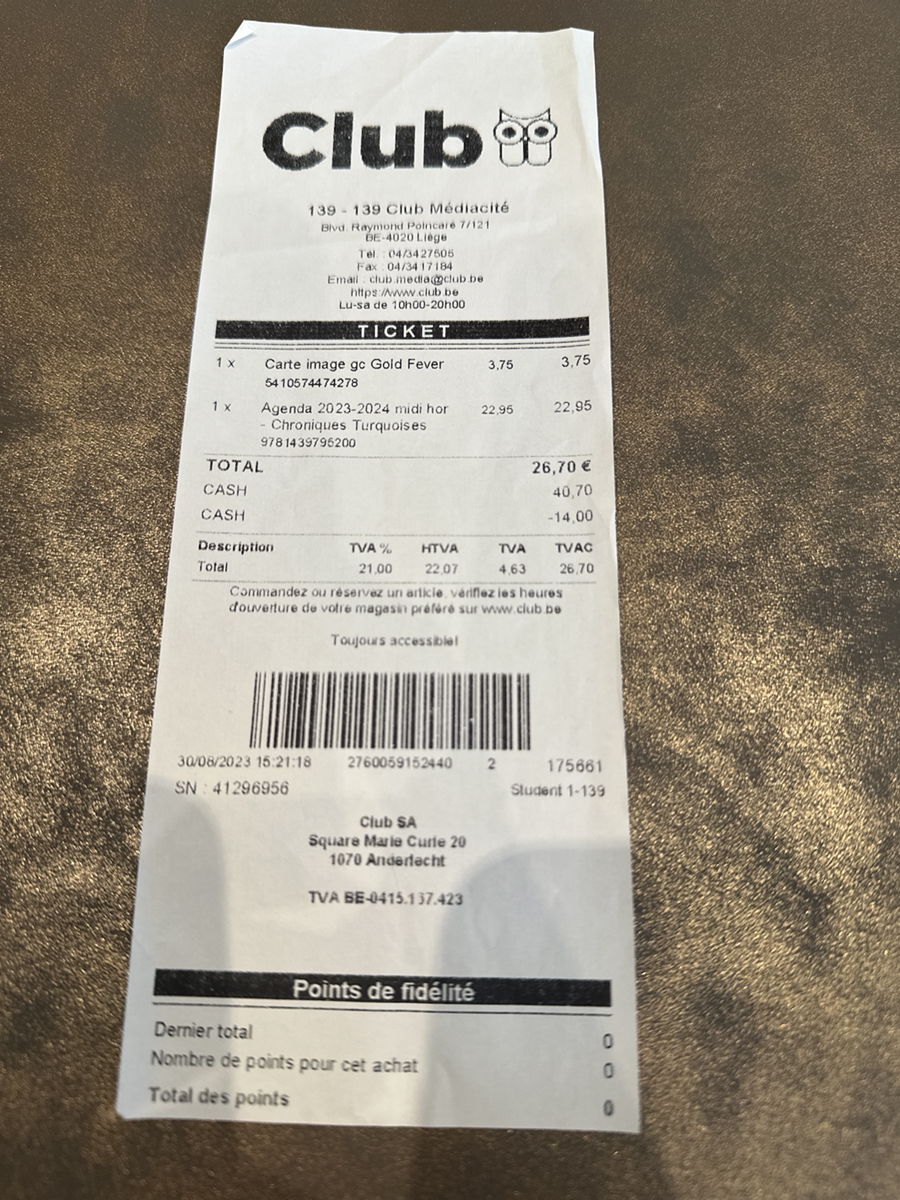 Club
139 - 139 Club Médiacité
Blvd. Raymond Poincaré 7/121
BE-4020 Liège
Tél. : 04/3427505
Fax : 04/3417184
Email : club.media@club.be
https://www.club.be
Lu-sa de 10h00-20h00
TICKET
1 x Carte image gc Gold Fever 3,75 3,75
5410574474278
1 x Agenda 2023-2024 midi hor 22,95 22,95
- Chroniques Turquoises
9781439795200
TOTAL 26,70 €
CASH 40,70
CASH -14,00
Description TVA % HTVA TVA TVAC
Total 21,00 22,07 4,63 26,70
Commandez ou réservez un article, vérifiez les heures
d'ouverture de votre magasin préféré sur www.club.be
Toujours accessible!
30/08/2023 15:21:18 2760059152440 2 175661
SN : 41296956 Student 1-139
Club SA
Square Marie Curie 20
1070 Anderlecht
TVA BE-0415.137.423
Points de fidélité
Dernier total 0
Nombre de points pour cet achat 0
Total des points 0